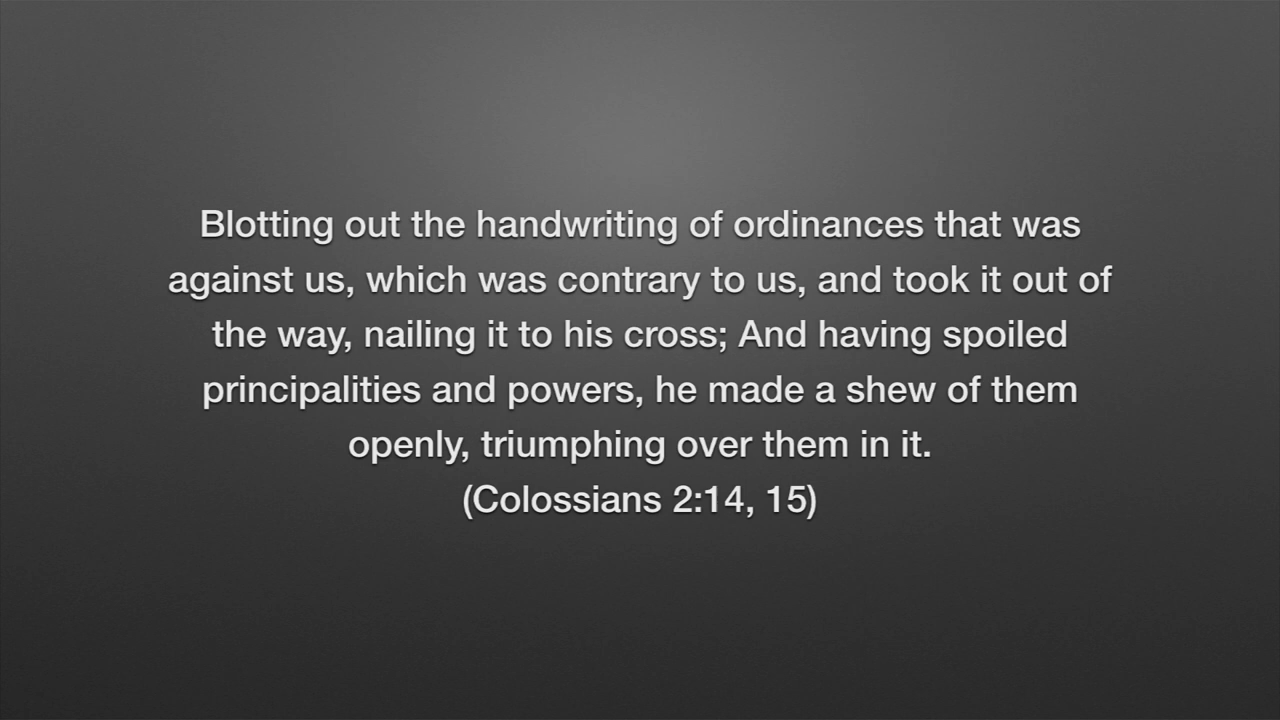 Blotting out the handwriting of ordinances that was
against us, which was contrary to us, and took it out of
the way, nailing it to his cross; And having spoiled
principalities and powers, he made a shew of them
openly, triumphing over them in it.
(Colossians 2:14, 15)